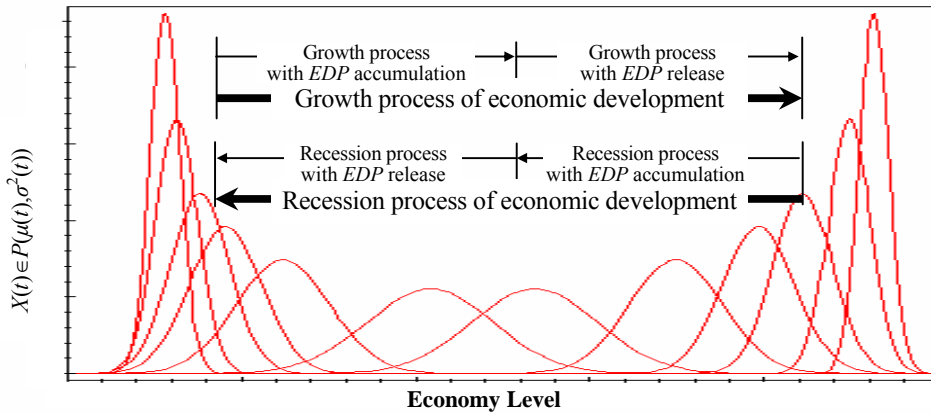 Growth process
with EDP accumulation
Growth process
with EDP release
Growth process of economic development
Recession process
with EDP release
Recession process
with EDP accumulation
Recession process of economic development
X(t)∈P(μ(t),σ²(t))
Economy Level